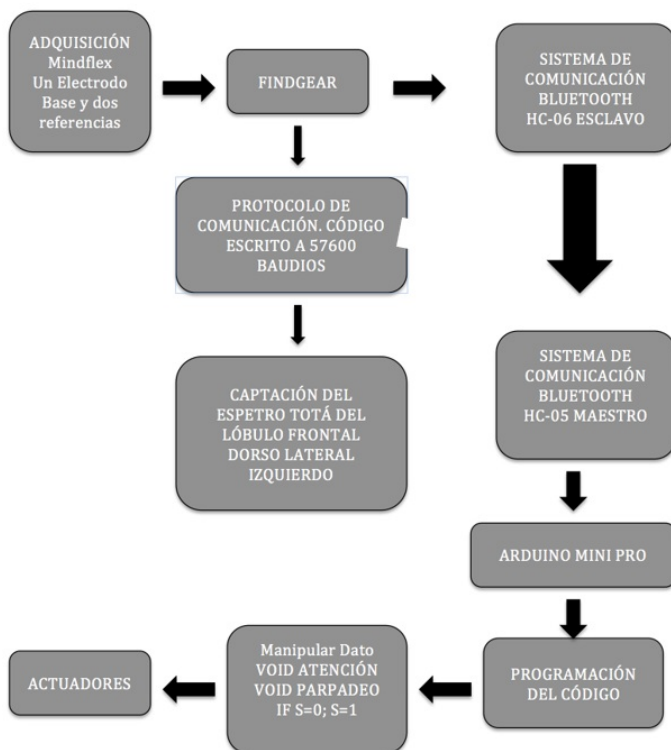 ADQUISICIÓN
Mindflex
Un Electrodo
Base y dos
referencias
FINDGEAR
SISTEMA DE
COMUNICACIÓN
BLUETOOTH
HC-06 ESCLAVO
PROTOCOLO DE
COMUNICACIÓN. CÓDIGO
ESCRITO A 57600
BAUDIOS
CAPTACIÓN DEL
ESPETRO TOTÁ DEL
LÓBULO FRONTAL
DORSO LATERAL
IZQUIERDO
SISTEMA DE
COMUNICACIÓN
BLUETOOTH
HC-05 MAESTRO
ARDUINO MINI PRO
PROGRAMACIÓN
DEL CÓDIGO
Manipular Dato
VOID ATENCIÓN
VOID PARPADEO
IF S=0; S=1
ACTUADORES